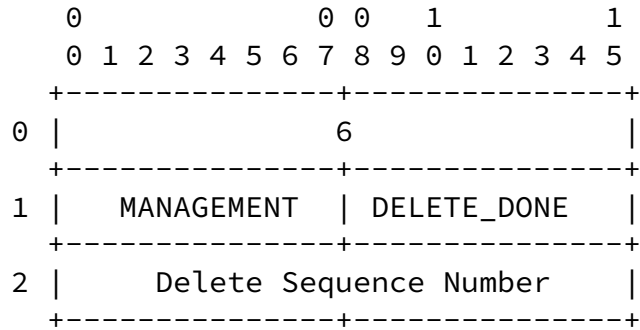 0 0 0 1 1
0 1 2 3 4 5 6 7 8 9 0 1 2 3 4 5
+---------------+---------------+
0 | 6 |
+---------------+---------------+
1 | MANAGEMENT | DELETE_DONE |
+---------------+---------------+
2 | Delete Sequence Number |
+---------------+---------------+